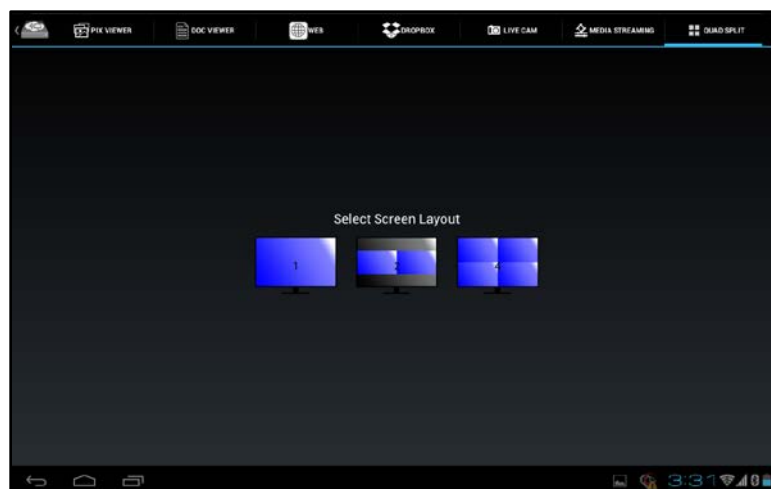 PIX VIEWER DOC VIEWER WEB DROPBOX LIVE CAM MEDIA STREAMING QUAD SPLIT
Select Screen Layout
1 2 4
3:31